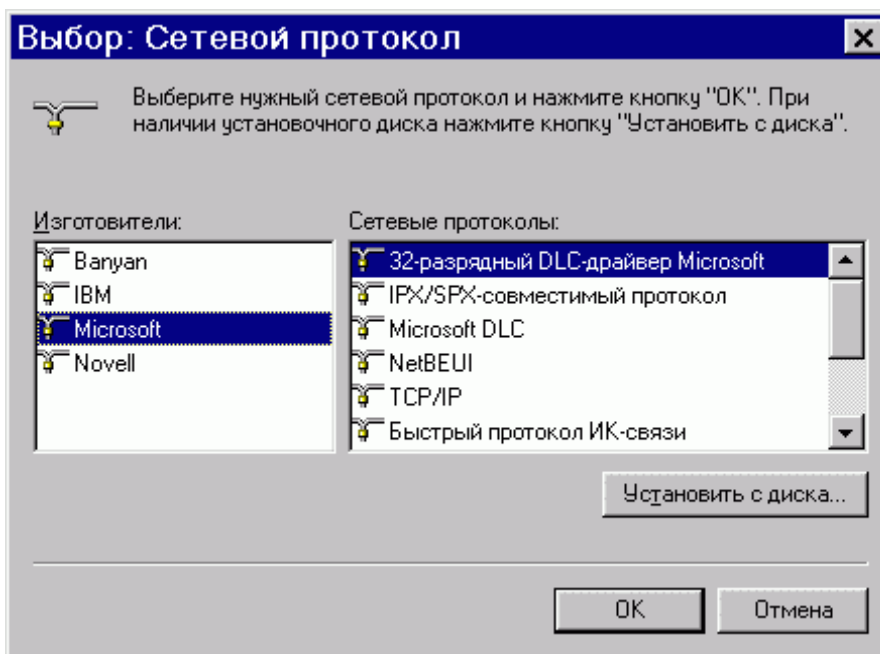 Выбор: Сетевой протокол
Выберите нужный сетевой протокол и нажмите кнопку "ОК". При
наличии установочного диска нажмите кнопку "Установить с диска".
Изготовители:
Banyan
IBM
Microsoft
Novell
Сетевые протоколы:
32-разрядный DLC-драйвер Microsoft
IPX/SPX-совместимый протокол
Microsoft DLC
NetBEUI
TCP/IP
Быстрый протокол ИК-связи
Установить с диска...
ОК
Отмена